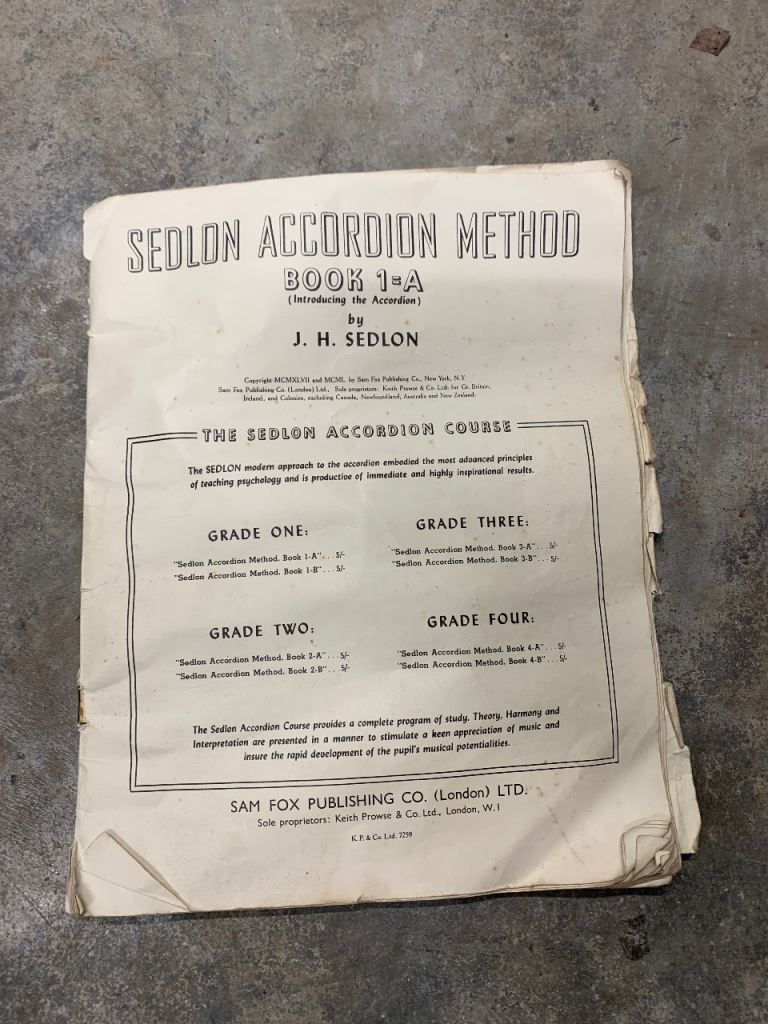 SEDLON ACCORDION METHOD
BOOK 1=A
(Introducing the Accordion)
by
J. H. SEDLON
Copyright MCMXLVII and MCML by Sam Fox Publishing Co., New York, N.Y.
Sam Fox Publishing Co. (London) Ltd., Sole proprietors: Keith Prowse & Co. Ltd. for Gt. Britain,
Ireland, and Colonies, excluding Canada, Newfoundland, Australia and New Zealand.
THE SEDLON ACCORDION COURSE
The SEDLON modern approach to the accordion embodied the most advanced principles
of teaching psychology and is productive of immediate and highly inspirational results.
GRADE ONE:
"Sedlon Accordion Method, Book 1-A"... 5/-
"Sedlon Accordion Method, Book 1-B"... 5/-
GRADE THREE:
"Sedlon Accordion Method, Book 3-A"... 5/-
"Sedlon Accordion Method, Book 3-B"... 5/-
GRADE TWO:
"Sedlon Accordion Method, Book 2-A"... 5/-
"Sedlon Accordion Method, Book 2-B"... 5/-
GRADE FOUR:
"Sedlon Accordion Method, Book 4-A"... 5/-
"Sedlon Accordion Method, Book 4-B"... 5/-
The Sedlon Accordion Course provides a complete program of study. Theory, Harmony and
Interpretation are presented in a manner to stimulate a keen appreciation of music and
insure the rapid development of the pupil's musical potentialities.
SAM FOX PUBLISHING CO. (London) LTD.
Sole proprietors: Keith Prowse & Co. Ltd., London, W.1
K.P. & Co. Ltd. 7259